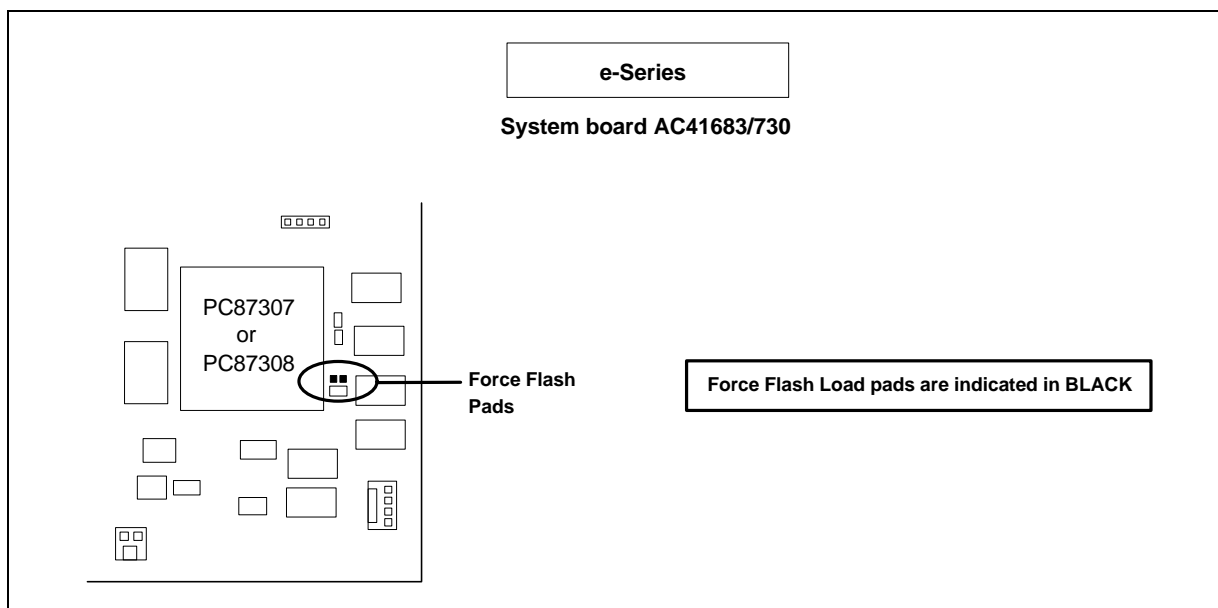 e-Series
System board AC41683/730
PC87307
or
PC87308
Force Flash
Pads
Force Flash Load pads are indicated in BLACK